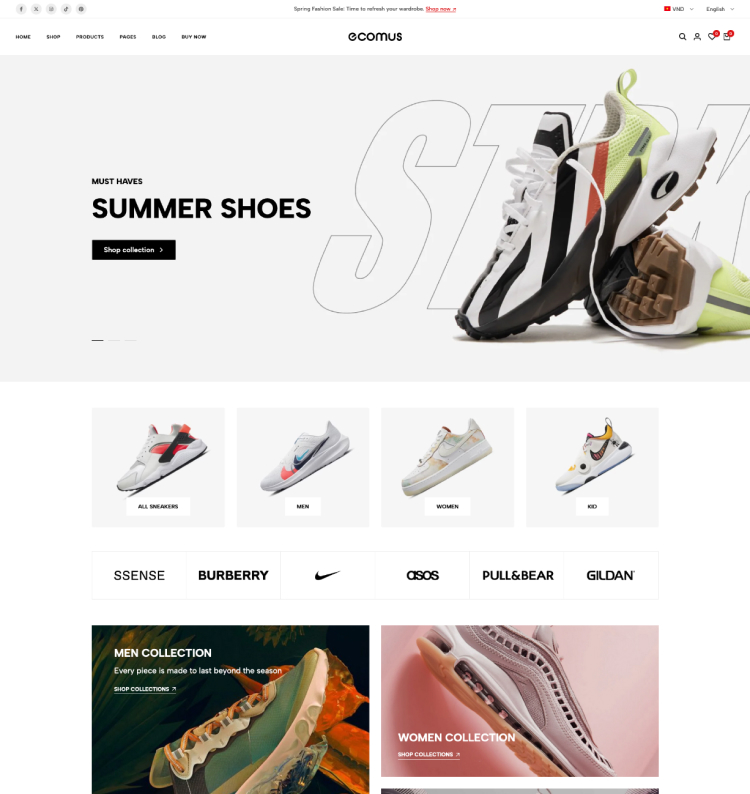 Spring Fashion Sale: Time to refresh your wardrobe. Shop now
VND
English
HOME
SHOP
PRODUCTS
PAGES
BLOG
BUY NOW
ecomus
0
0
MUST HAVES
SUMMER SHOES
Shop collection
ALL SNEAKERS
MEN
WOMEN
KID
SSENSE
BURBERRY
asos
PULL&BEAR
GILDAN
MEN COLLECTION
Every piece is made to last beyond the season
SHOP COLLECTIONS
WOMEN COLLECTION
SHOP COLLECTIONS